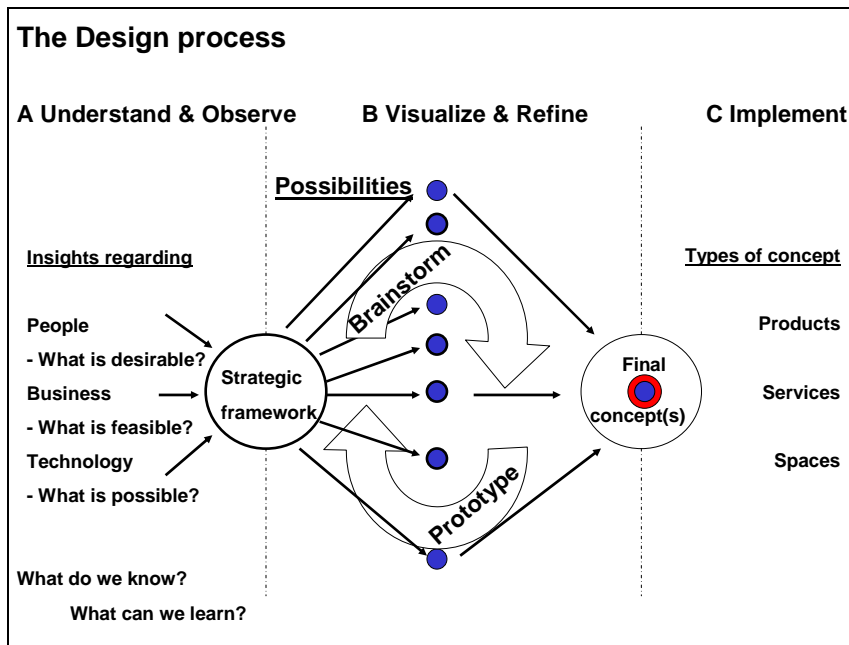 The Design process
A Understand & Observe
B Visualize & Refine
C Implement
Possibilities
Insights regarding
People
- What is desirable?
Business
- What is feasible?
Technology
- What is possible?
What do we know?
What can we learn?
Strategic
framework
Brainstorm
Prototype
Final
concept(s)
Types of concept
Products
Services
Spaces